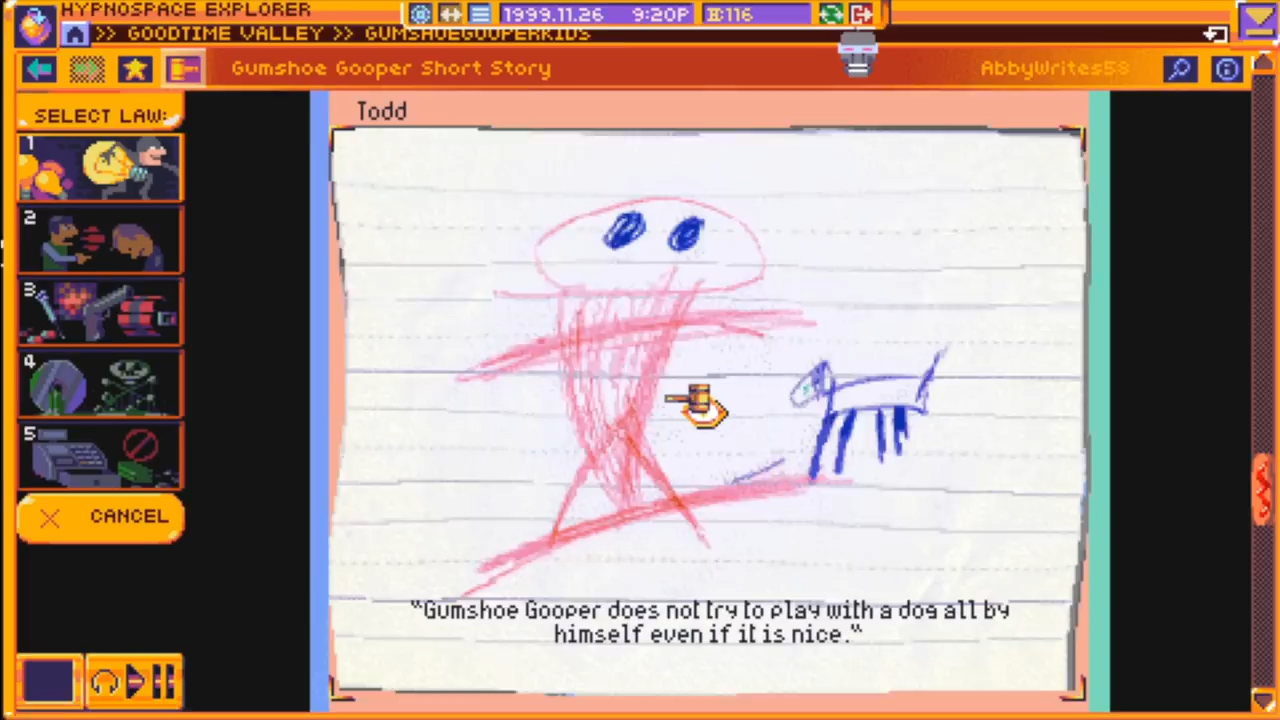 HYPNOSPACE EXPLORER
1999.11.26 9:20P
116
>> GOODTIME VALLEY >> GUMSHOEGOOPERKIDS
Gumshoe Gooper Short Story
AbbyWrites53
SELECT LAW:
1
2
3
4
5
CANCEL
Todd
"Gumshoe Gooper does not try to play with a dog all by
himself even if it is nice."